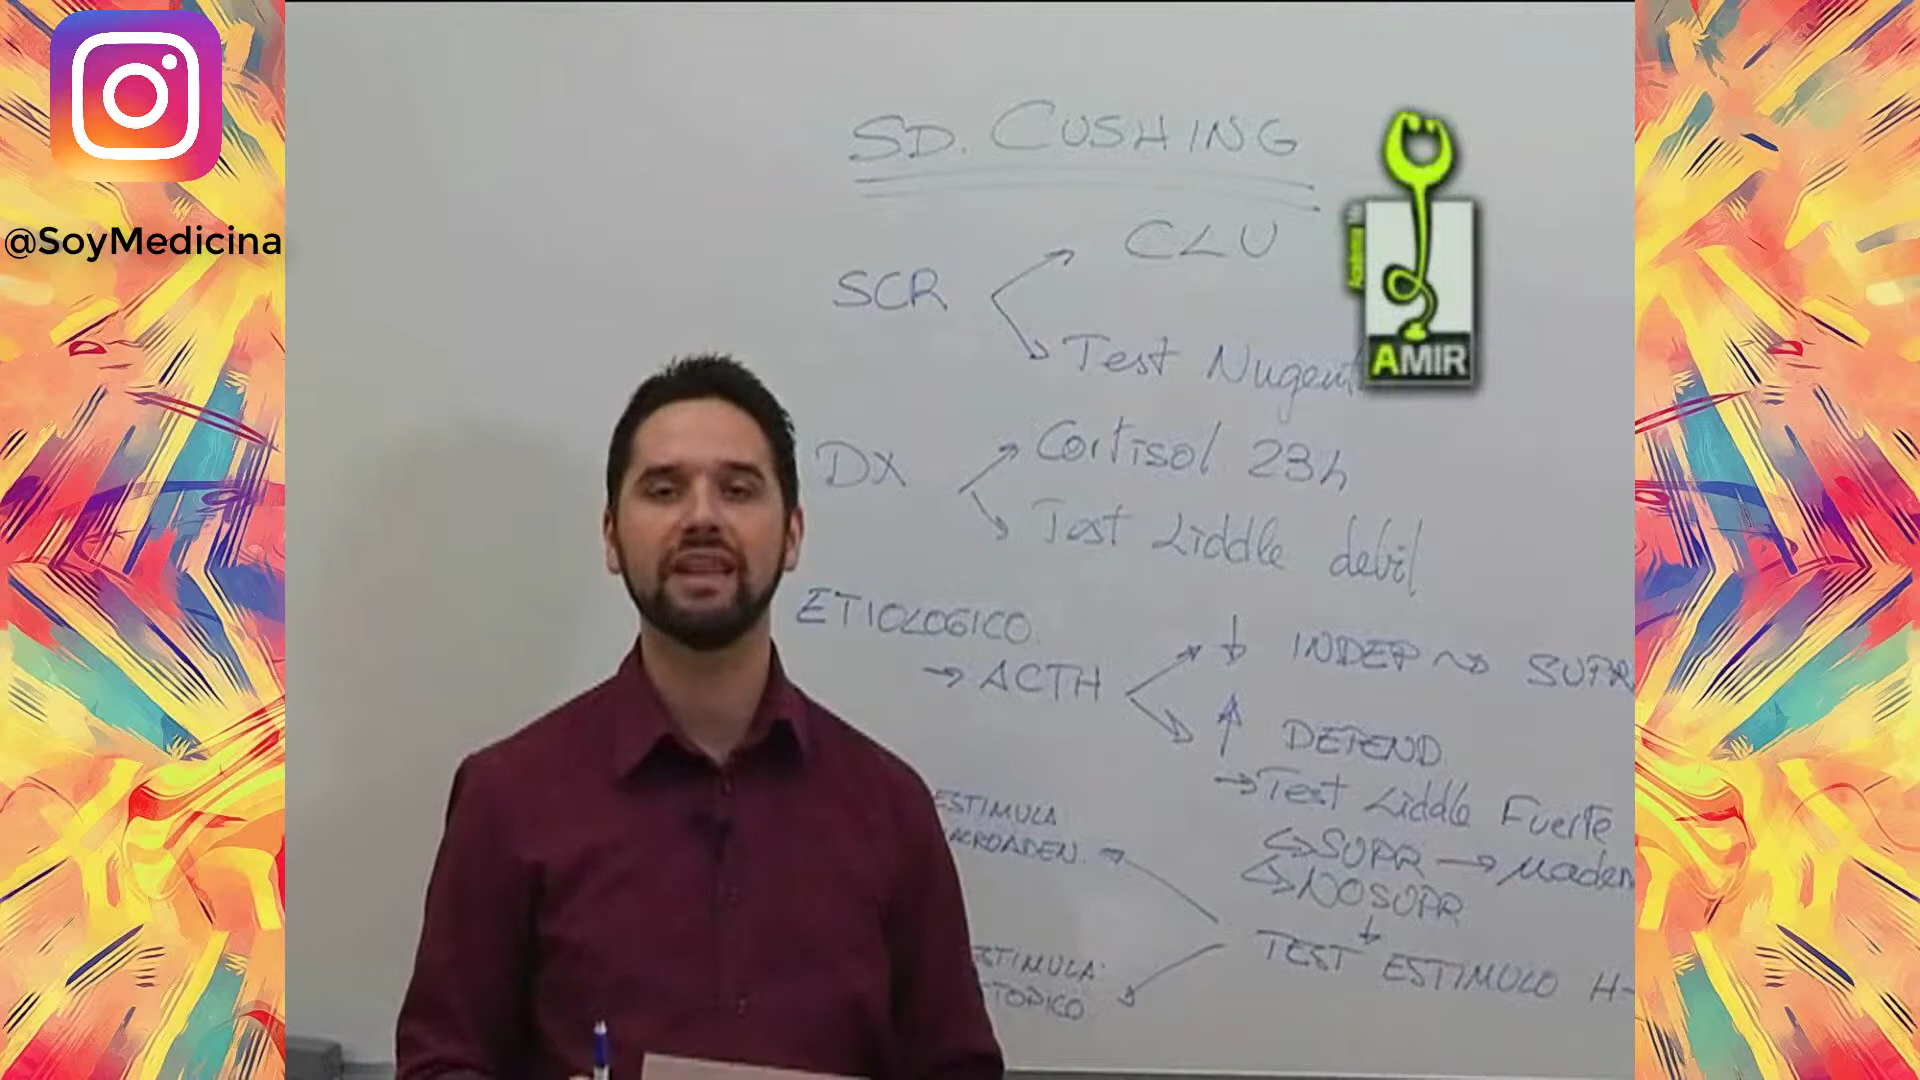 @SoyMedicina
SD. CUSHING
CLU
SCR
Test Nugent
AMIR
DX
Cortisol 23h
Test Liddle debil
ETIOLOGICO
→ ACTH
↓ INDEP → SUPR
↑ DEPEND
→ Test Liddle Fuerte
SUPR →
NO SUPR
ESTIMULA
TEST ESTIMULO H-